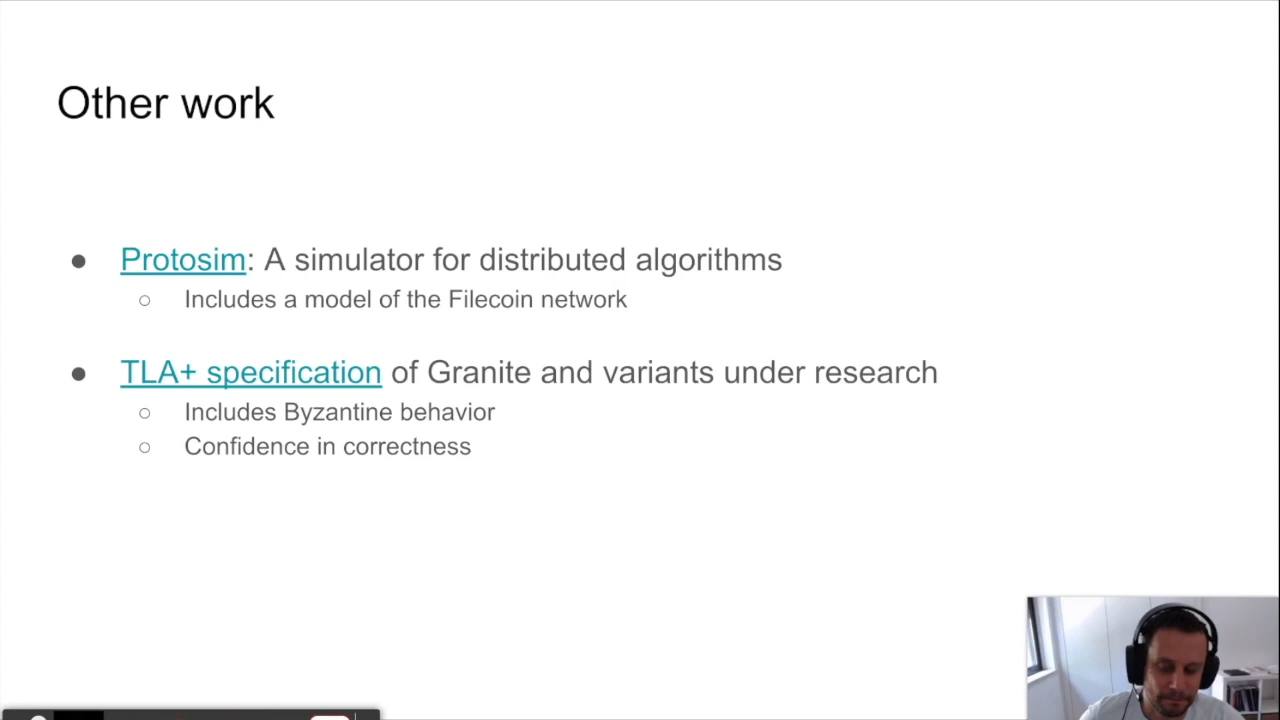 Other work
● Protosim: A simulator for distributed algorithms
○ Includes a model of the Filecoin network
● TLA+ specification of Granite and variants under research
○ Includes Byzantine behavior
○ Confidence in correctness